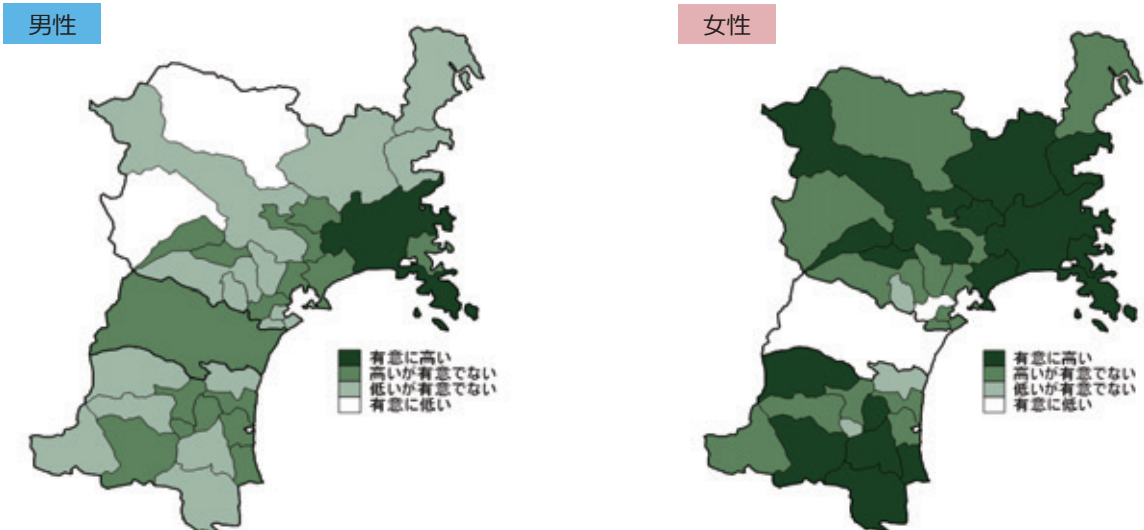 男性
有意に高い
高いが有意でない
低いが有意でない
有意に低い
女性
有意に高い
高いが有意でない
低いが有意でない
有意に低い